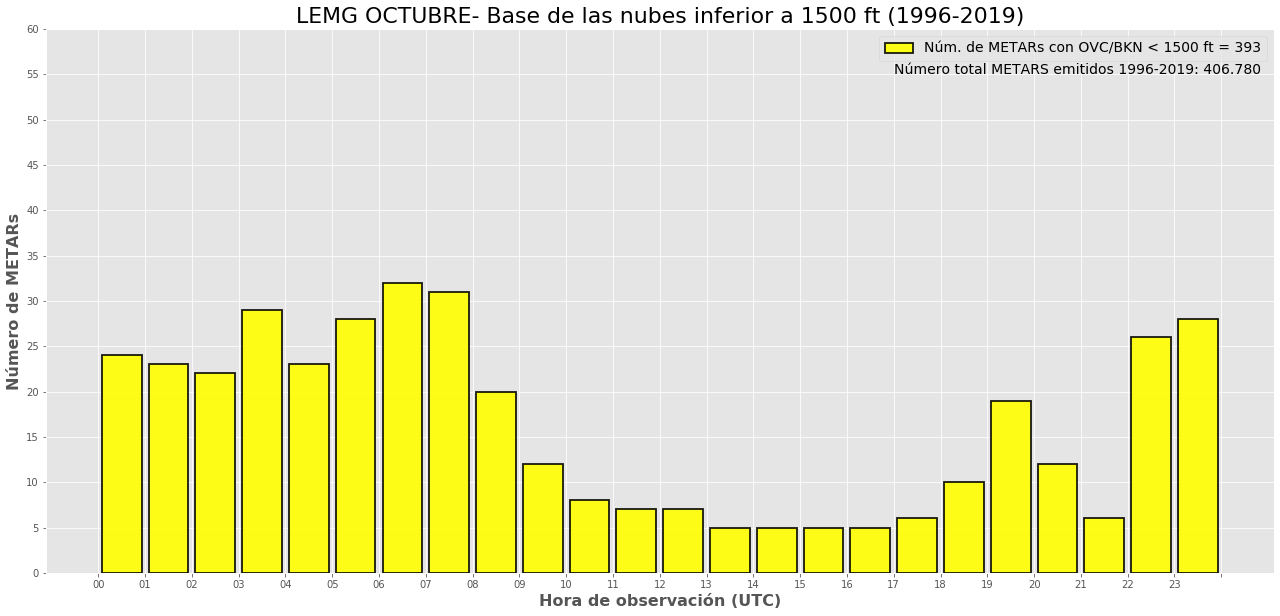 LEMG OCTUBRE- Base de las nubes inferior a 1500 ft (1996-2019)
Núm. de METARs con OVC/BKN < 1500 ft = 393
Número total METARS emitidos 1996-2019: 406.780
Número de METARs
60
55
50
45
40
35
30
25
20
15
10
5
0
00 01 02 03 04 05 06 07 08 09 10 11 12 13 14 15 16 17 18 19 20 21 22 23
Hora de observación (UTC)